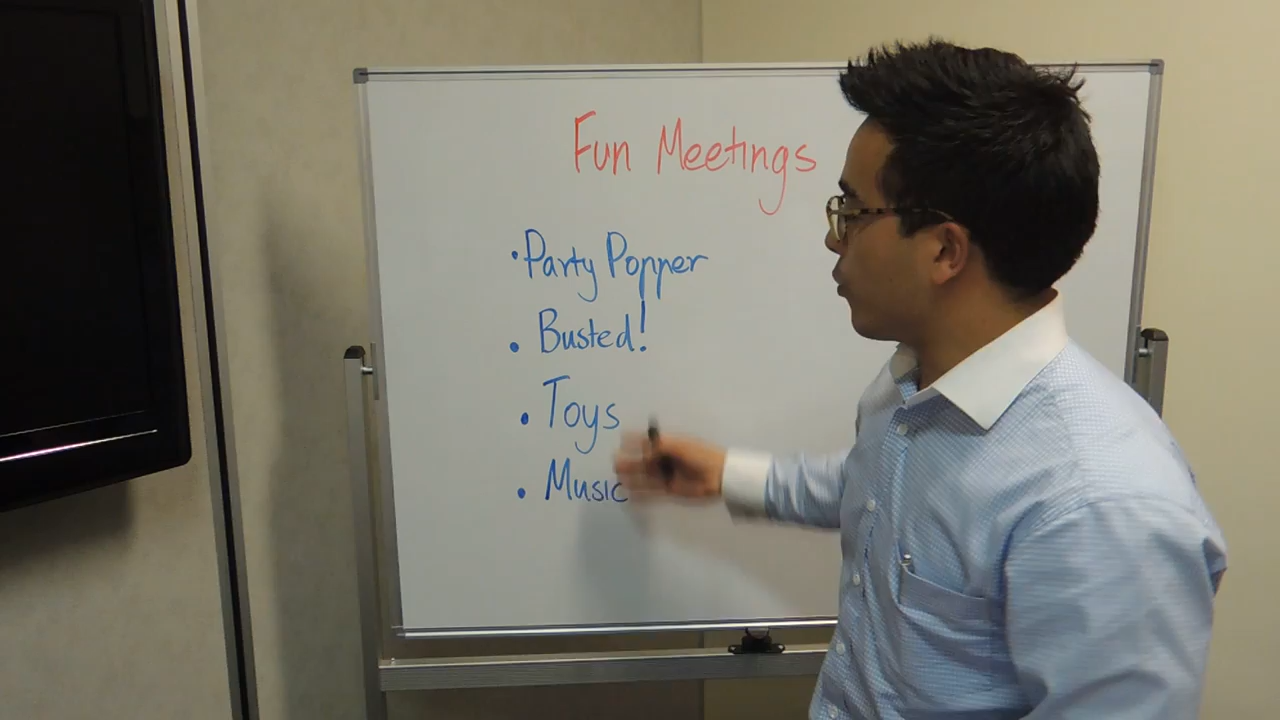 Fun Meetings
• Party Popper
• Busted!
• Toys
• Music